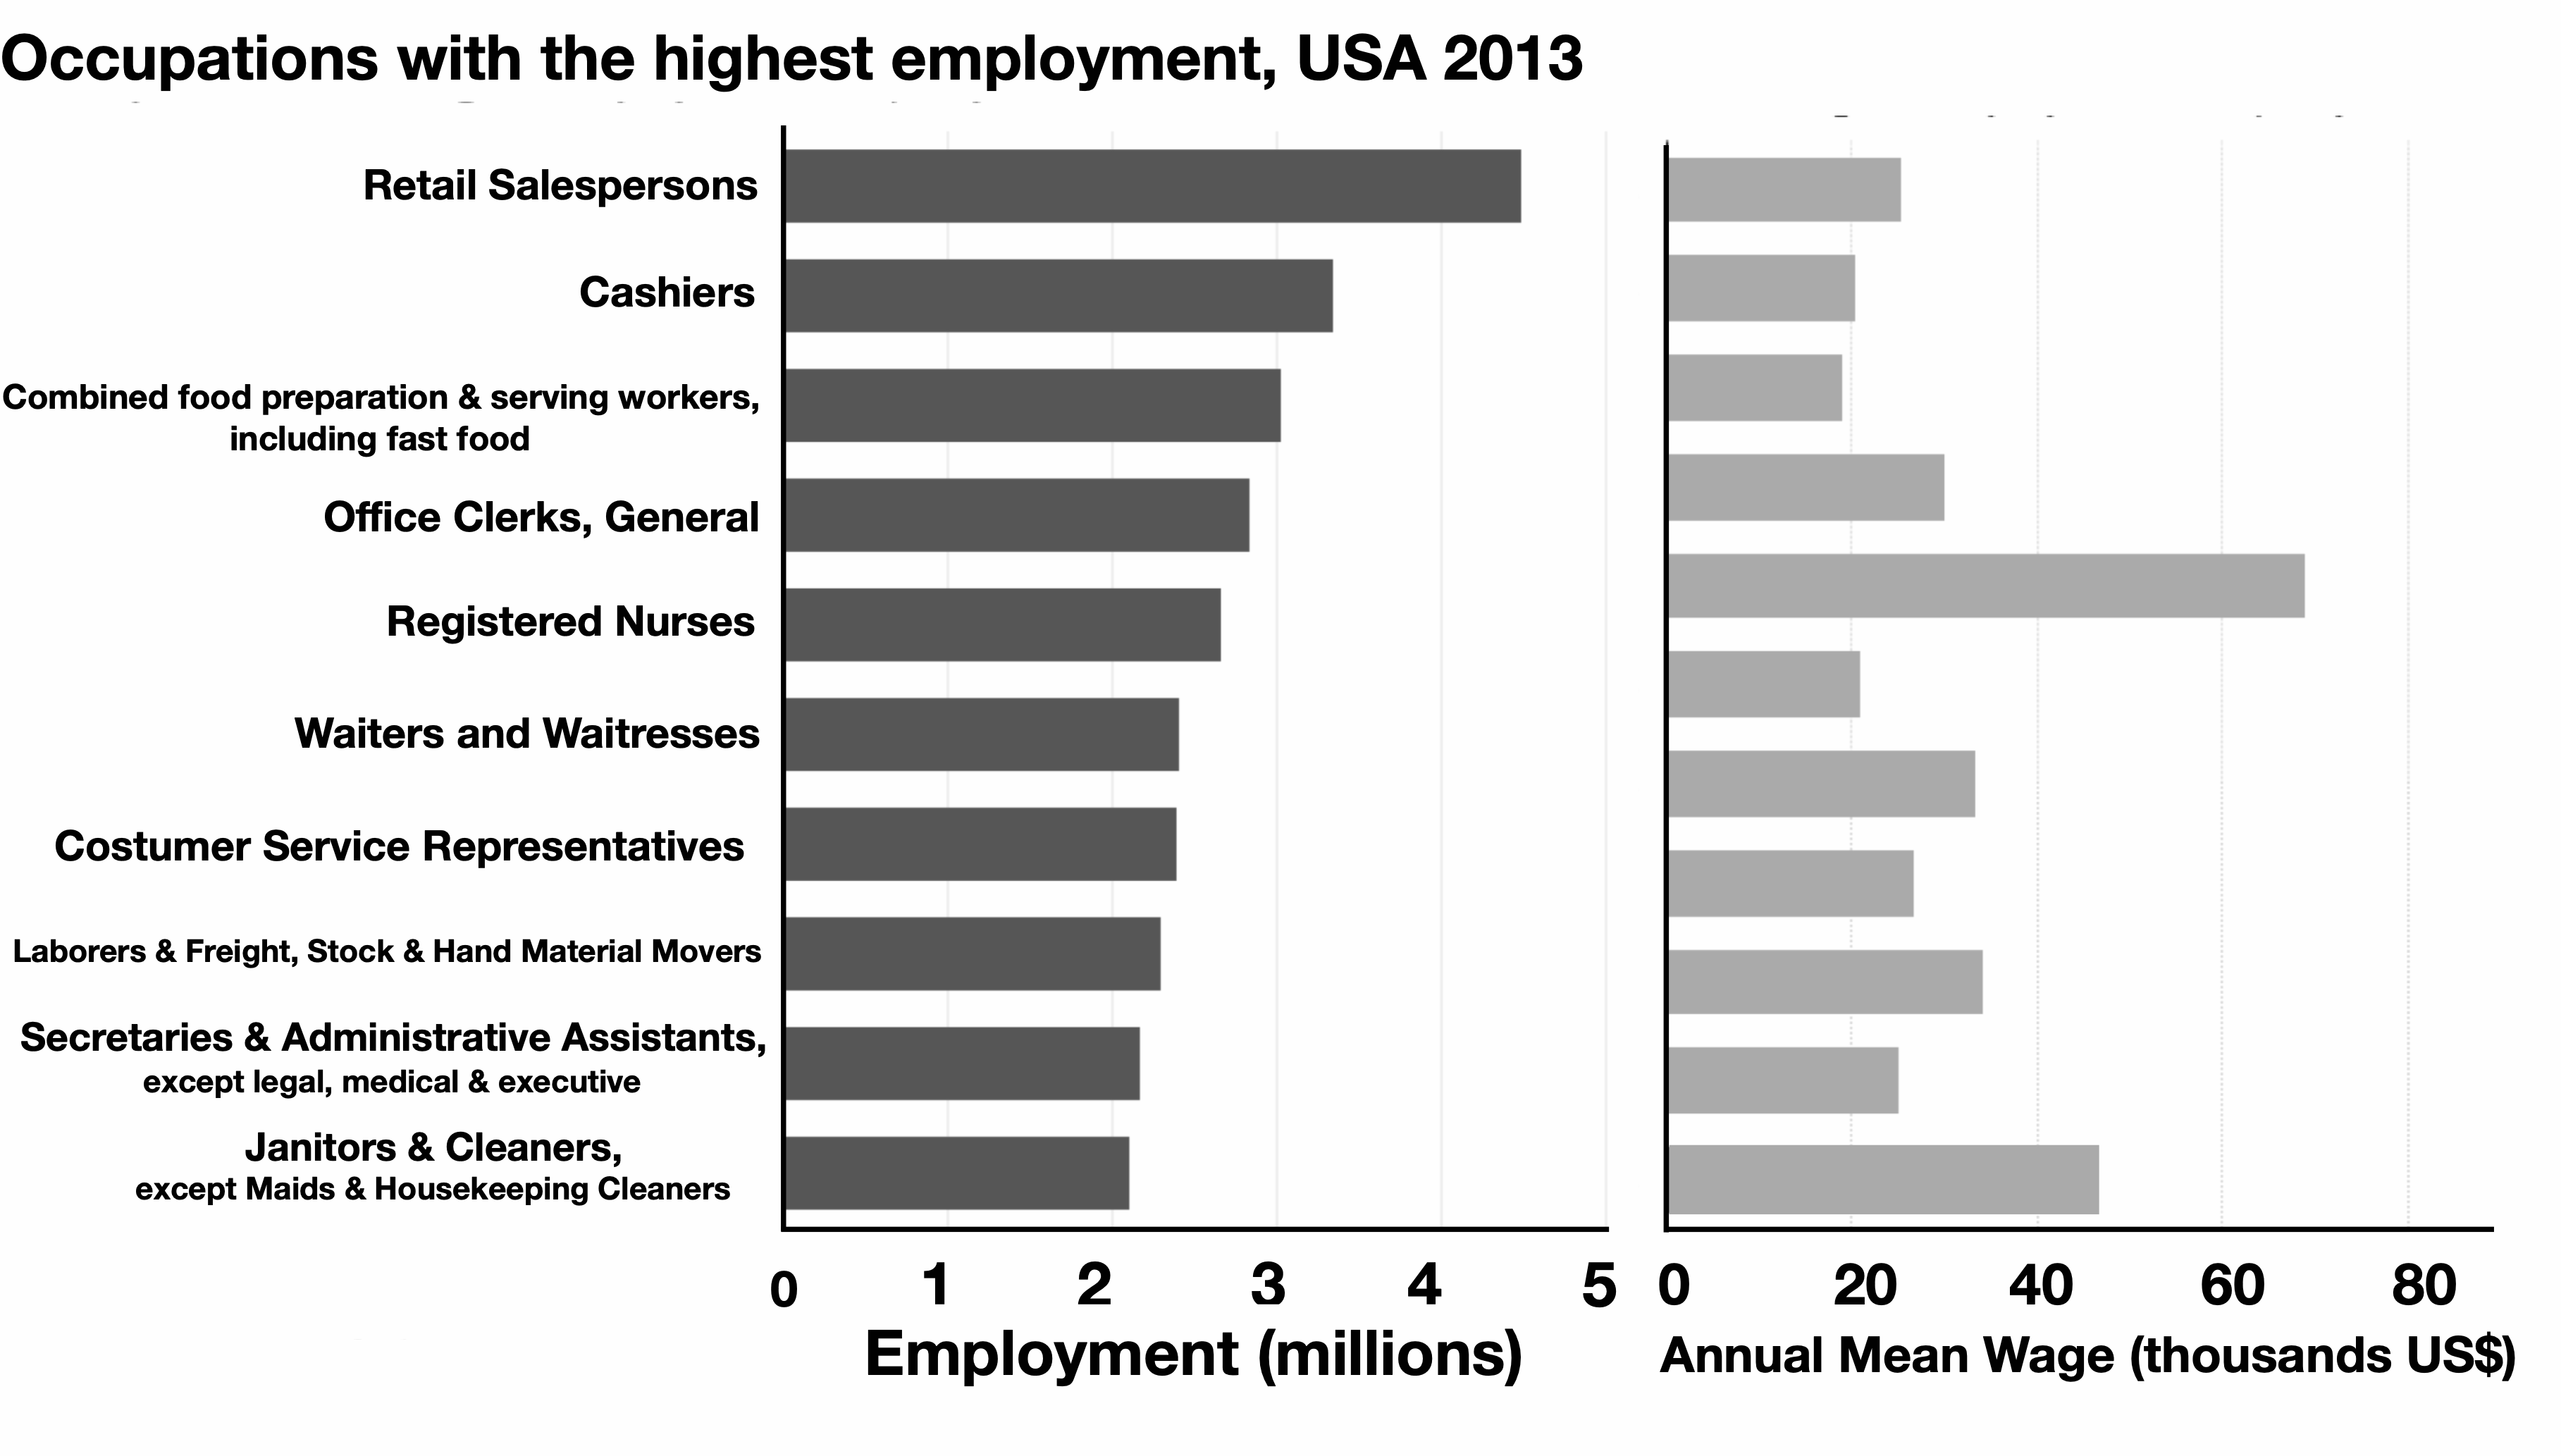 Occupations with the highest employment, USA 2013
Retail Salespersons
Cashiers
Combined food preparation & serving workers,
including fast food
Office Clerks, General
Registered Nurses
Waiters and Waitresses
Costumer Service Representatives
Laborers & Freight, Stock & Hand Material Movers
Secretaries & Administrative Assistants,
except legal, medical & executive
Janitors & Cleaners,
except Maids & Housekeeping Cleaners
0 1 2 3 4 5
Employment (millions)
0 20 40 60 80
Annual Mean Wage (thousands US$)